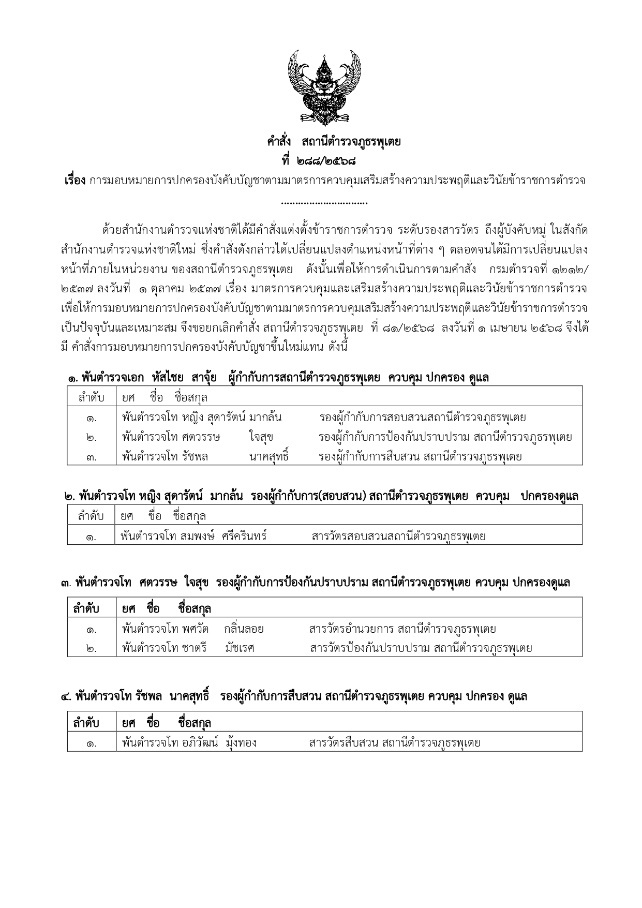 คำสั่ง สถานีตำรวจภูธรพุเตย
ที่ ๒๘๘/๒๕๖๘
เรื่อง การมอบหมายการปกครองบังคับบัญชาตามมาตรการควบคุมเสริมสร้างความประพฤติและวินัยข้าราชการตำรวจ
...............................
ด้วยสำนักงานตำรวจแห่งชาติได้มีคำสั่งแต่งตั้งข้าราชการตำรวจ ระดับรองสารวัตร ถึงผู้บังคับหมู่ ในสังกัด
สำนักงานตำรวจแห่งชาติใหม่ ซึ่งคำสั่งดังกล่าวได้เปลี่ยนแปลงตำแหน่งหน้าที่ต่าง ๆ ตลอดจนได้มีการเปลี่ยนแปลง
หน้าที่ภายในหน่วยงาน ของสถานีตำรวจภูธรพุเตย ดังนั้นเพื่อให้การดำเนินการตามคำสั่ง กรมตำรวจที่ ๑๒๑๒/
๒๕๓๗ ลงวันที่ ๑ ตุลาคม ๒๕๓๗ เรื่อง มาตรการควบคุมและเสริมสร้างความประพฤติและวินัยข้าราชการตำรวจ
เพื่อให้การมอบหมายการปกครองบังคับบัญชาตามมาตรการควบคุมเสริมสร้างความประพฤติและวินัยข้าราชการตำรวจ
เป็นปัจจุบันและเหมาะสม จึงขอยกเลิกคำสั่ง สถานีตำรวจภูธรพุเตย ที่ ๘๑/๒๕๖๘ ลงวันที่ ๑ เมษายน ๒๕๖๘ จึงได้
มี คำสั่งการมอบหมายการปกครองบังคับบัญชาขึ้นใหม่แทน ดังนี้
๑. พันตำรวจเอก หัสไชย สาจุ้ย ผู้กำกับการสถานีตำรวจภูธรพุเตย ควบคุม ปกครอง ดูแล
ลำดับ ยศ ชื่อ ชื่อสกุล
๑. พันตำรวจโท หญิง สุดารัตน์ มากล้น รองผู้กำกับการสอบสวนสถานีตำรวจภูธรพุเตย
๒. พันตำรวจโท ศตวรรษ ใจสุข รองผู้กำกับการป้องกันปราบปราม สถานีตำรวจภูธรพุเตย
๓. พันตำรวจโท รัชพล นาคสุทธิ์ รองผู้กำกับการสืบสวน สถานีตำรวจภูธรพุเตย
๒. พันตำรวจโท หญิง สุดารัตน์ มากล้น รองผู้กำกับการ(สอบสวน) สถานีตำรวจภูธรพุเตย ควบคุม ปกครองดูแล
ลำดับ ยศ ชื่อ ชื่อสกุล
๑. พันตำรวจโท สมพงษ์ ศรีครินทร์ สารวัตรสอบสวนสถานีตำรวจภูธรพุเตย
๓. พันตำรวจโท ศตวรรษ ใจสุข รองผู้กำกับการป้องกันปราบปราม สถานีตำรวจภูธรพุเตย ควบคุม ปกครองดูแล
ลำดับ ยศ ชื่อ ชื่อสกุล
๑. พันตำรวจโท พศวัต กลิ่นลอย สารวัตรอำนวยการ สถานีตำรวจภูธรพุเตย
๒. พันตำรวจโท ชาตรี มัชเรศ สารวัตรป้องกันปราบปราม สถานีตำรวจภูธรพุเตย
๔. พันตำรวจโท รัชพล นาคสุทธิ์ รองผู้กำกับการสืบสวน สถานีตำรวจภูธรพุเตย ควบคุม ปกครอง ดูแล
ลำดับ ยศ ชื่อ ชื่อสกุล
๑. พันตำรวจโท อภิวัฒน์ มุ้งทอง สารวัตรสืบสวน สถานีตำรวจภูธรพุเตย